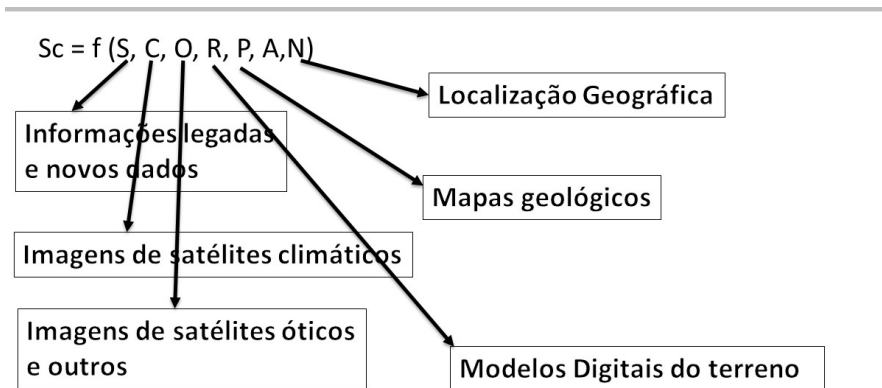 Sc = f (S, C, O, R, P, A,N)
Localização Geográfica
Informações legadas
e novos dados
Mapas geológicos
Imagens de satélites climáticos
Imagens de satélites óticos
e outros
Modelos Digitais do terreno